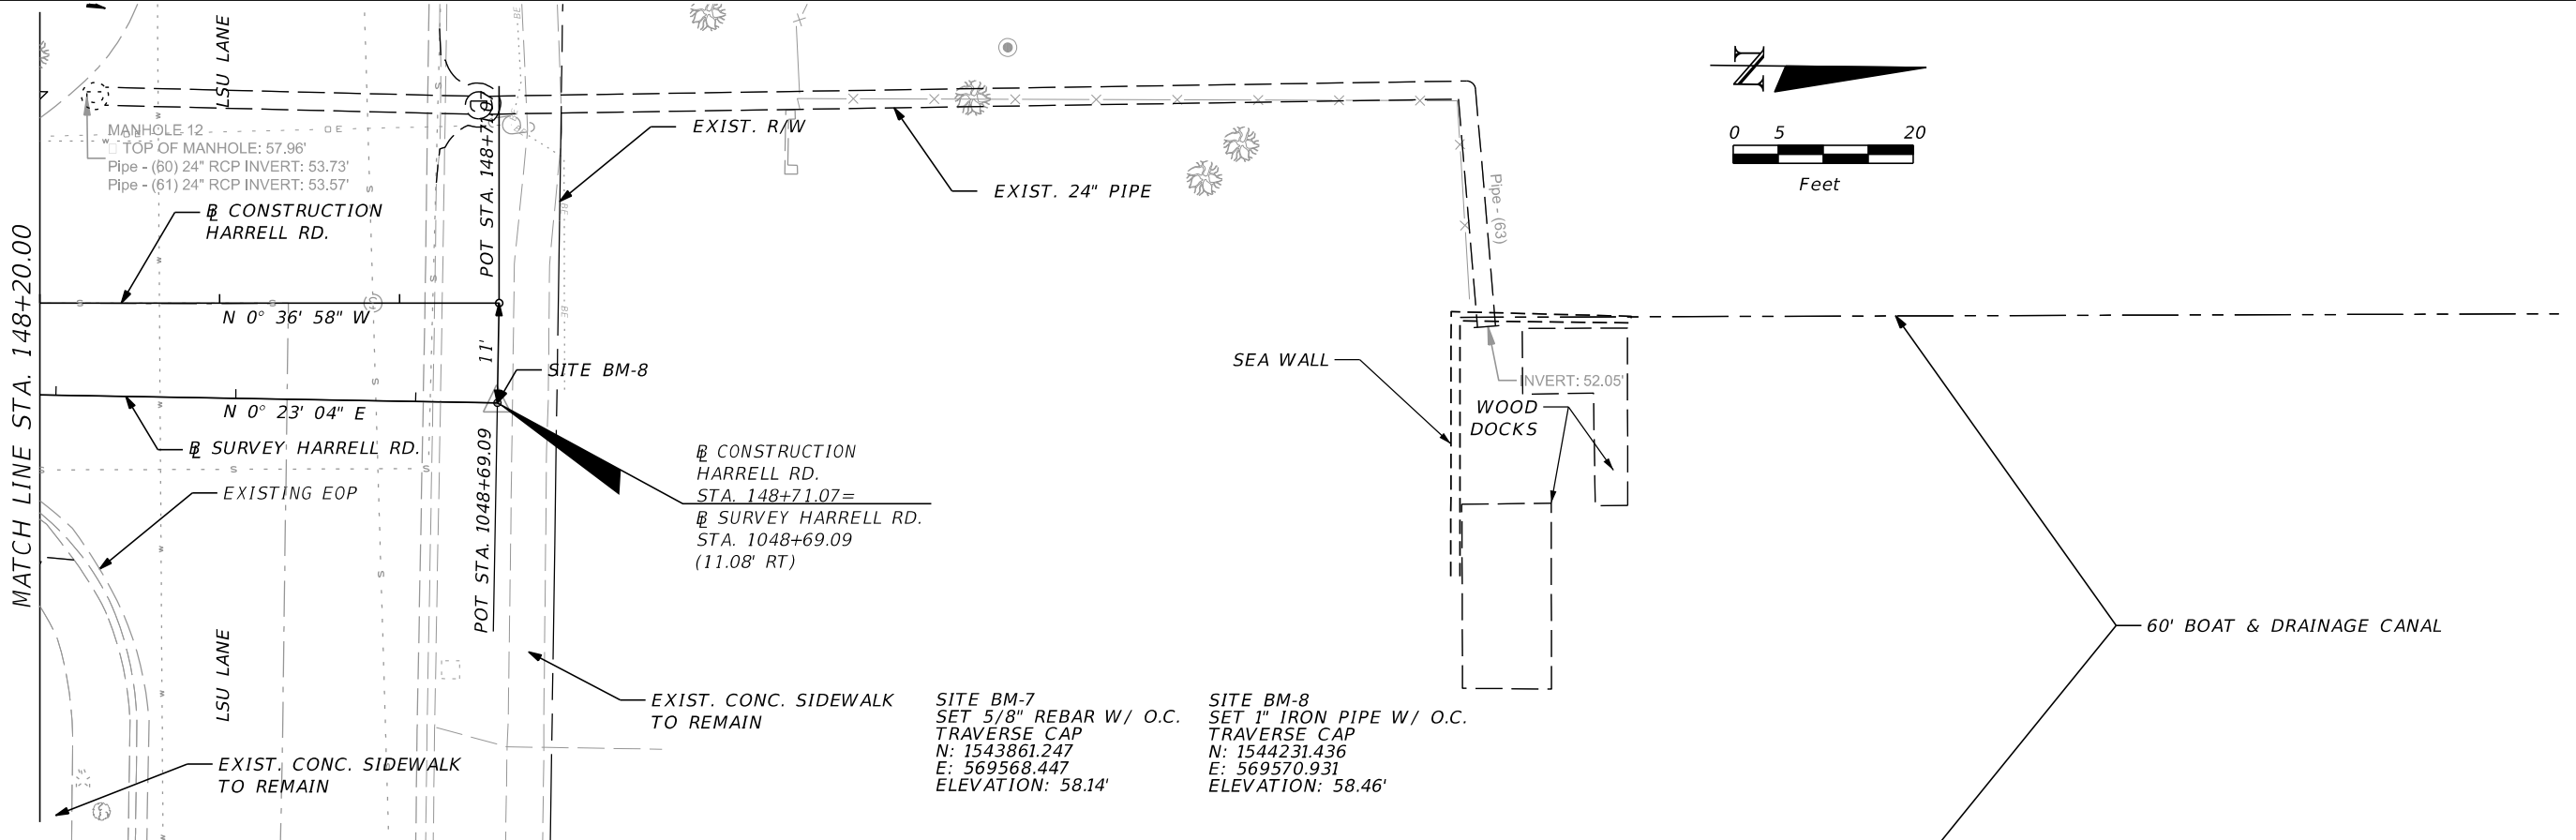 MATCH LINE STA. 148+20.00
LSU LANE
MANHOLE 12
TOP OF MANHOLE: 57.96'
Pipe - (60) 24" RCP INVERT: 53.73'
Pipe - (61) 24" RCP INVERT: 53.57'
BL CONSTRUCTION
HARRELL RD.
N 0° 36' 58" W
N 0° 23' 04" E
BL SURVEY HARRELL RD.
EXISTING EOP
LSU LANE
EXIST. CONC. SIDEWALK
TO REMAIN
POT STA. 148+71.07
11'
POT STA. 1048+69.09
SITE BM-8
EXIST. R/W
EXIST. 24" PIPE
BL CONSTRUCTION
HARRELL RD.
STA. 148+71.07=
BL SURVEY HARRELL RD.
STA. 1048+69.09
(11.08' RT)
EXIST. CONC. SIDEWALK
TO REMAIN
SITE BM-7
SET 5/8" REBAR W/ O.C.
TRAVERSE CAP
N: 1543861.247
E: 569568.447
ELEVATION: 58.14'
SITE BM-8
SET 1" IRON PIPE W/ O.C.
TRAVERSE CAP
N: 1544231.436
E: 569570.931
ELEVATION: 58.46'
Pipe - (63)
SEA WALL
INVERT: 52.05'
WOOD
DOCKS
N
0 5 20
Feet
60' BOAT & DRAINAGE CANAL